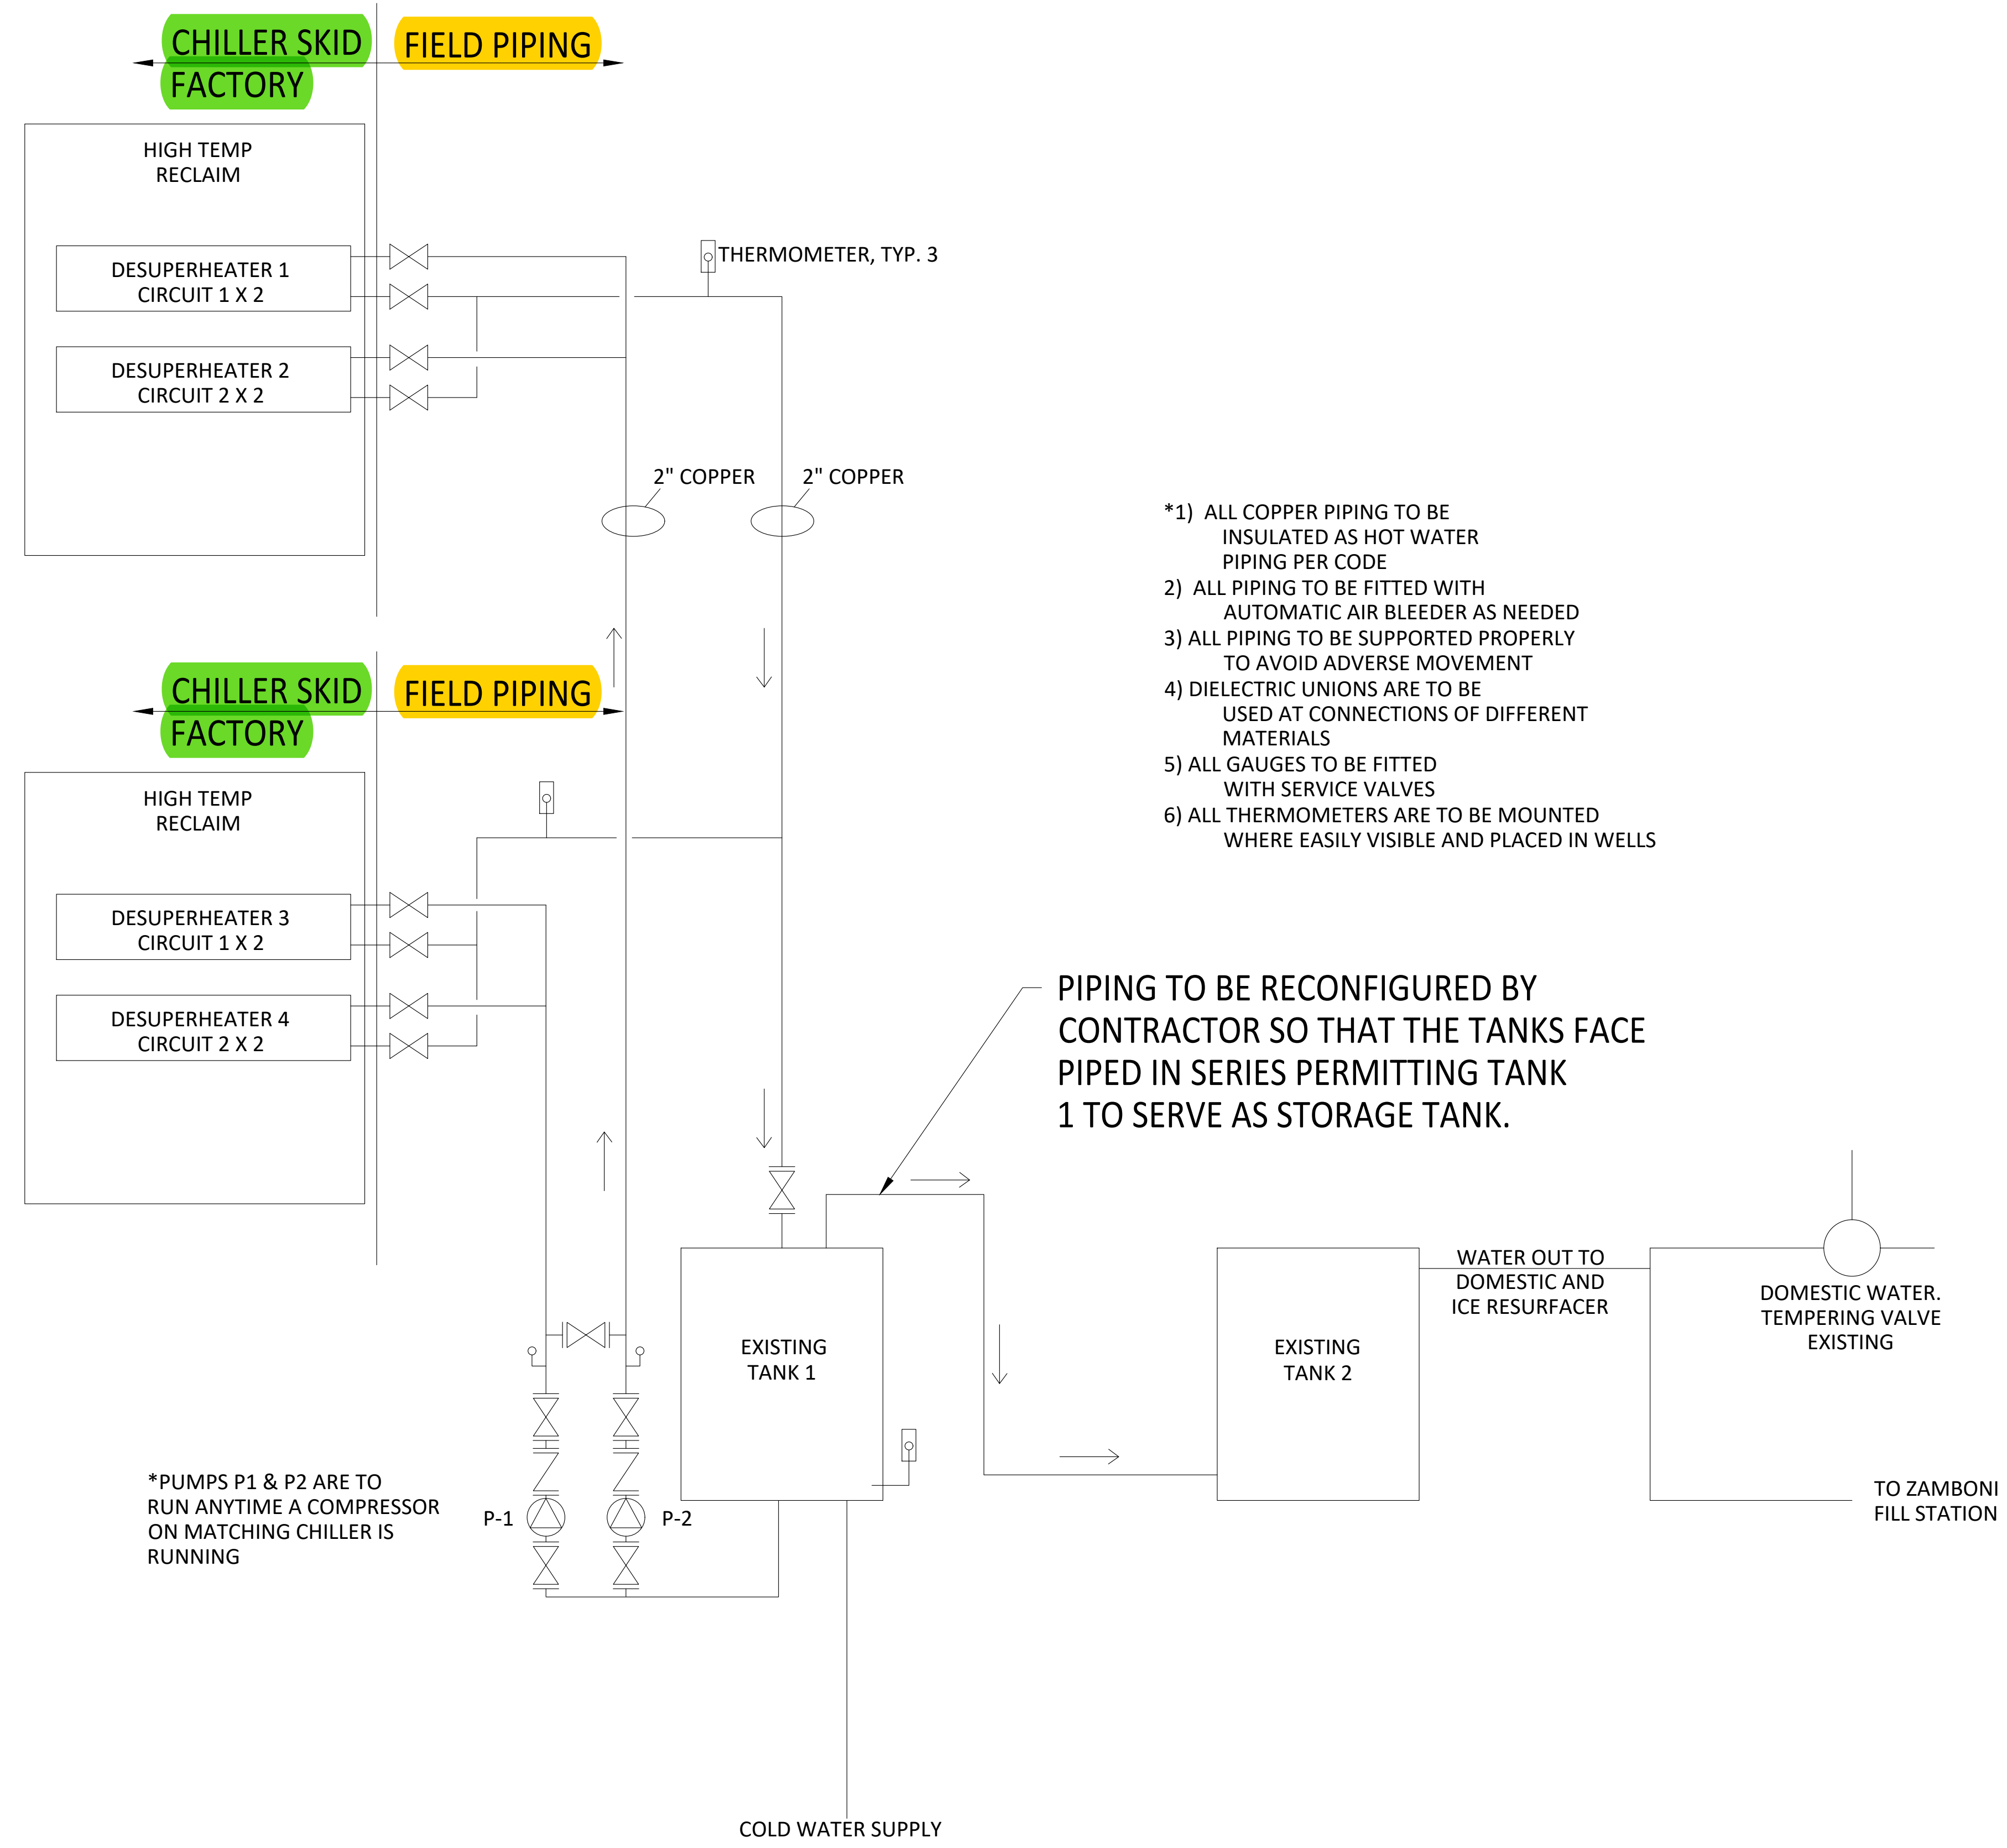 CHILLER SKID
FACTORY
FIELD PIPING
HIGH TEMP
RECLAIM
DESUPERHEATER 1
CIRCUIT 1 X 2
DESUPERHEATER 2
CIRCUIT 2 X 2
THERMOMETER, TYP. 3
2" COPPER
2" COPPER
*1) ALL COPPER PIPING TO BE
INSULATED AS HOT WATER
PIPING PER CODE
2) ALL PIPING TO BE FITTED WITH
AUTOMATIC AIR BLEEDER AS NEEDED
3) ALL PIPING TO BE SUPPORTED PROPERLY
TO AVOID ADVERSE MOVEMENT
4) DIELECTRIC UNIONS ARE TO BE
USED AT CONNECTIONS OF DIFFERENT
MATERIALS
5) ALL GAUGES TO BE FITTED
WITH SERVICE VALVES
6) ALL THERMOMETERS ARE TO BE MOUNTED
WHERE EASILY VISIBLE AND PLACED IN WELLS
CHILLER SKID
FACTORY
FIELD PIPING
HIGH TEMP
RECLAIM
DESUPERHEATER 3
CIRCUIT 1 X 2
DESUPERHEATER 4
CIRCUIT 2 X 2
PIPING TO BE RECONFIGURED BY
CONTRACTOR SO THAT THE TANKS FACE
PIPED IN SERIES PERMITTING TANK
1 TO SERVE AS STORAGE TANK.
EXISTING
TANK 1
EXISTING
TANK 2
WATER OUT TO
DOMESTIC AND
ICE RESURFACER
DOMESTIC WATER.
TEMPERING VALVE
EXISTING
TO ZAMBONI
FILL STATION
*PUMPS P1 & P2 ARE TO
RUN ANYTIME A COMPRESSOR
ON MATCHING CHILLER IS
RUNNING
P-1
P-2
COLD WATER SUPPLY